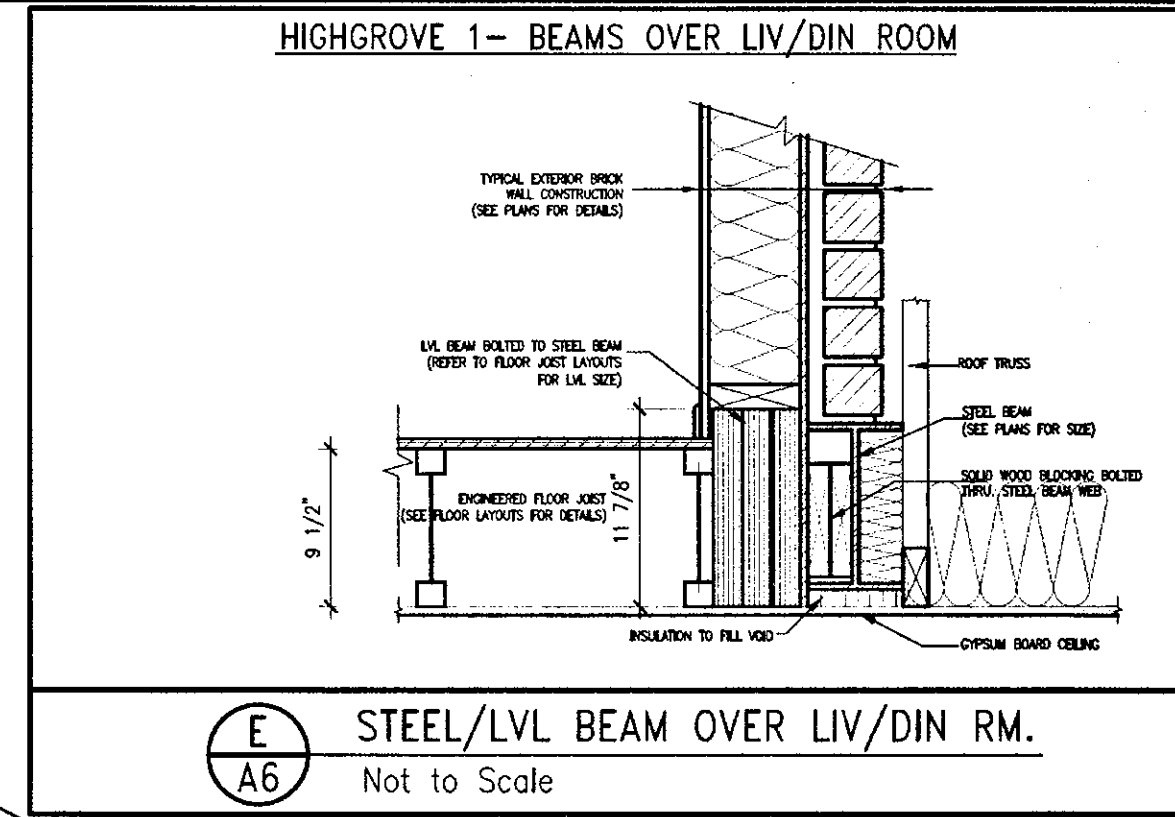 HIGHGROVE 1- BEAMS OVER LIV/DIN ROOM
TYPICAL EXTERIOR BRICK
WALL CONSTRUCTION
(SEE PLANS FOR DETAILS)
LVL BEAM BOLTED TO STEEL BEAM
(REFER TO FLOOR JOIST LAYOUTS
FOR LVL SIZE)
ROOF TRUSS
STEEL BEAM
(SEE PLANS FOR SIZE)
SOLID WOOD BLOCKING BOLTED
THRU. STEEL BEAM WEB
ENGINEERED FLOOR JOIST
(SEE FLOOR LAYOUTS FOR DETAILS)
9 1/2"
11 7/8"
INSULATION TO FILL VOID
GYPSUM BOARD CEILING
E
A6
STEEL/LVL BEAM OVER LIV/DIN RM.
Not to Scale